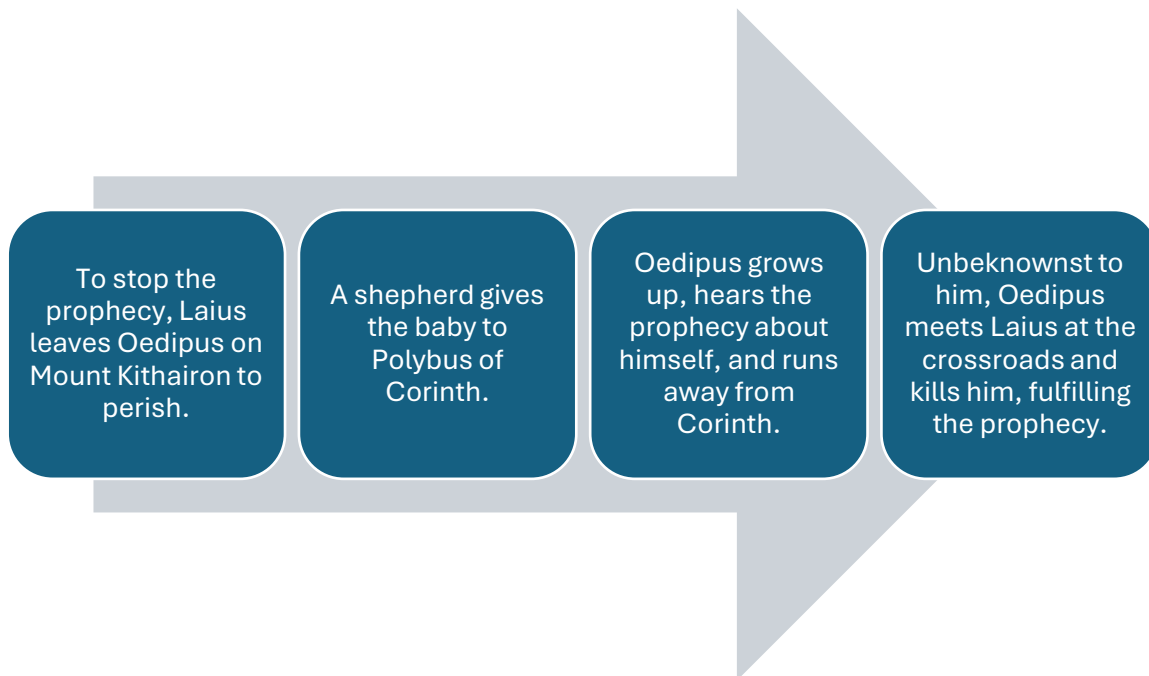 To stop the
prophecy, Laius
leaves Oedipus on
Mount Kithairon to
perish.
A shepherd gives
the baby to
Polybus of
Corinth.
Oedipus grows
up, hears the
prophecy about
himself, and runs
away from
Corinth.
Unbeknownst to
him, Oedipus
meets Laius at the
crossroads and
kills him, fulfilling
the prophecy.